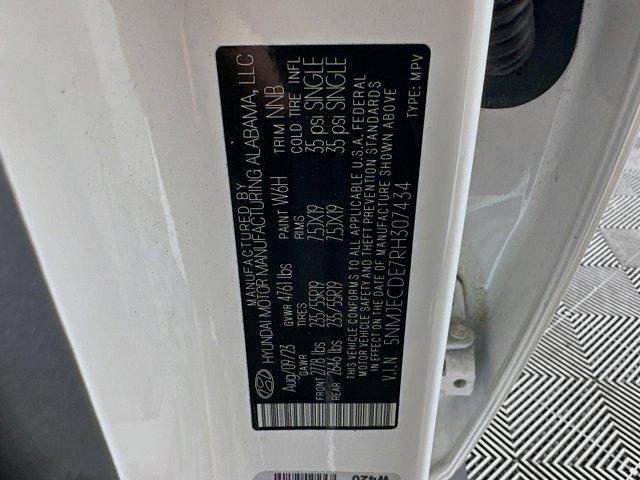 MANUFACTURED BY
HYUNDAI MOTOR MANUFACTURING ALABAMA, LLC
Aug/09/23 GVWR 4761 lbs PAINT W6H TRIM NNB
GAWR TIRES RIMS COLD TIRE INFL
FRONT 2778 lbs 235/55R19 7.5JX19 35 psi SINGLE
REAR 2646 lbs 235/55R19 7.5JX19 35 psi SINGLE
THIS VEHICLE CONFORMS TO ALL APPLICABLE U.S.A. FEDERAL
MOTOR VEHICLE SAFETY AND THEFT PREVENTION STANDARDS
IN EFFECT ON THE DATE OF MANUFACTURE SHOWN ABOVE
V.I.N 5NMJECDE7RH307434 TYPE: MPV
W420